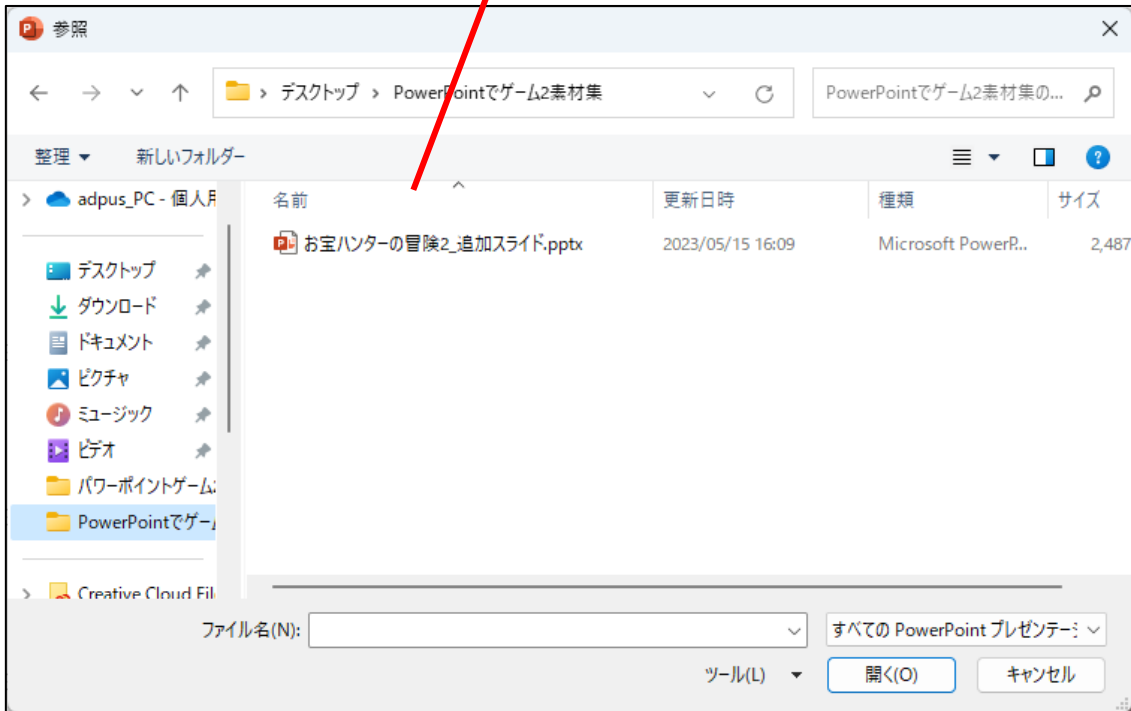 参照
デスクトップ › PowerPointでゲーム2素材集
PowerPointでゲーム2素材集の...
整理 新しいフォルダー
adpus_PC - 個人用
名前 更新日時 種類 サイズ
お宝ハンターの冒険2_追加スライド.pptx 2023/05/15 16:09 Microsoft PowerP... 2,487
デスクトップ
ダウンロード
ドキュメント
ピクチャ
ミュージック
ビデオ
パワーポイントゲーム
PowerPointでゲー
Creative Cloud Fil
ファイル名(N): すべての PowerPoint プレゼンテー
ツール(L) 開く(O) キャンセル